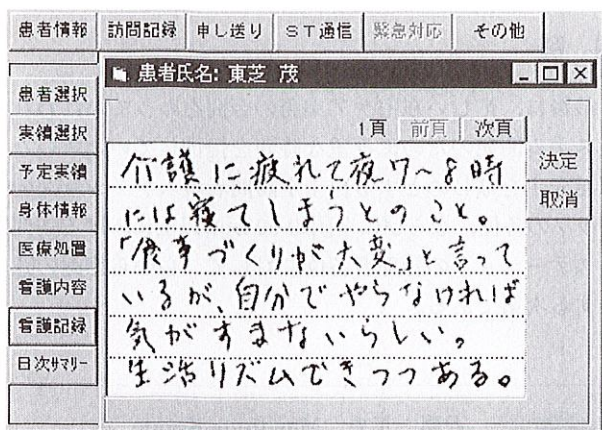 患者情報 訪問記録 申し送り ST通信 緊急対応 その他
患者氏名: 東芝 茂
患者選択
実績選択
予定実績
身体情報
医療処置
看護内容
看護記録
日次サマリー
1頁 前頁 次頁
決定
取消
介護に疲れて夜7~8時
には寝てしまうとのこと。
「食事づくりが大変」と言って
いるが、自分でやらなければ
気がすまないらしい。
生活リズムできつつある。